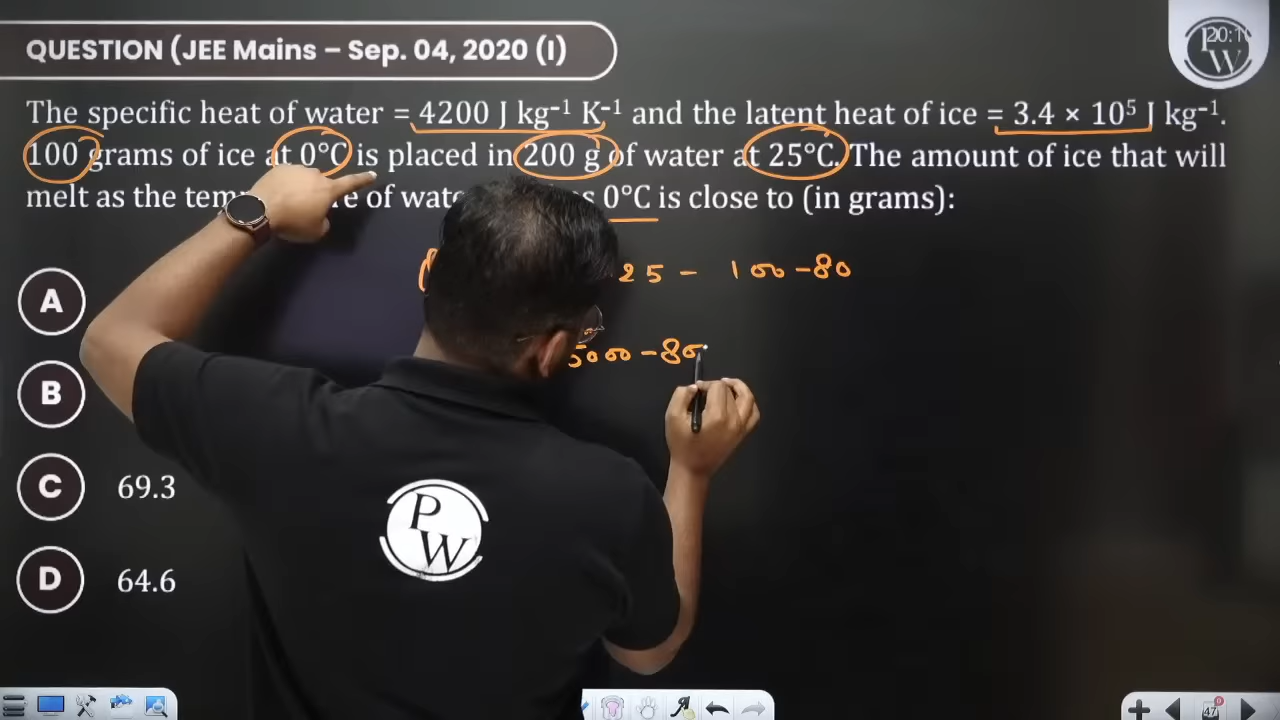 QUESTION (JEE Mains – Sep. 04, 2020 (I)
20:1
P W
The specific heat of water = 4200 J kg⁻¹ K⁻¹ and the latent heat of ice = 3.4 × 10⁵ J kg⁻¹.
100 grams of ice at 0°C is placed in 200 g of water at 25°C. The amount of ice that will
melt as the of 0°C is close to (in grams):
25 – 100 – 80
A
5000 – 80
B
C 69.3
D 64.6
P W
47